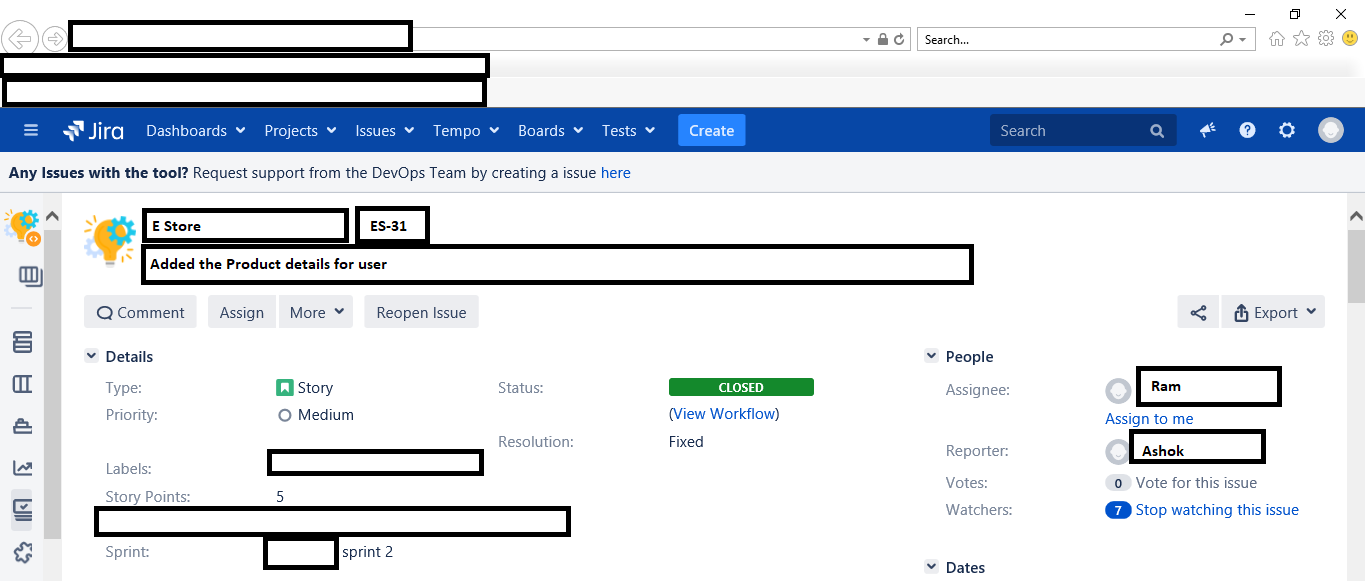 Search...
Jira Dashboards Projects Issues Tempo Boards Tests Create Search
Any Issues with the tool? Request support from the DevOps Team by creating a issue here
E Store ES-31
Added the Product details for user
Comment Assign More Reopen Issue Export
Details
Type: Story
Status: CLOSED
Priority: Medium
(View Workflow)
Resolution: Fixed
Labels:
Story Points: 5
Sprint: sprint 2
People
Assignee: Ram
Assign to me
Reporter: Ashok
Votes: 0 Vote for this issue
Watchers: 7 Stop watching this issue
Dates